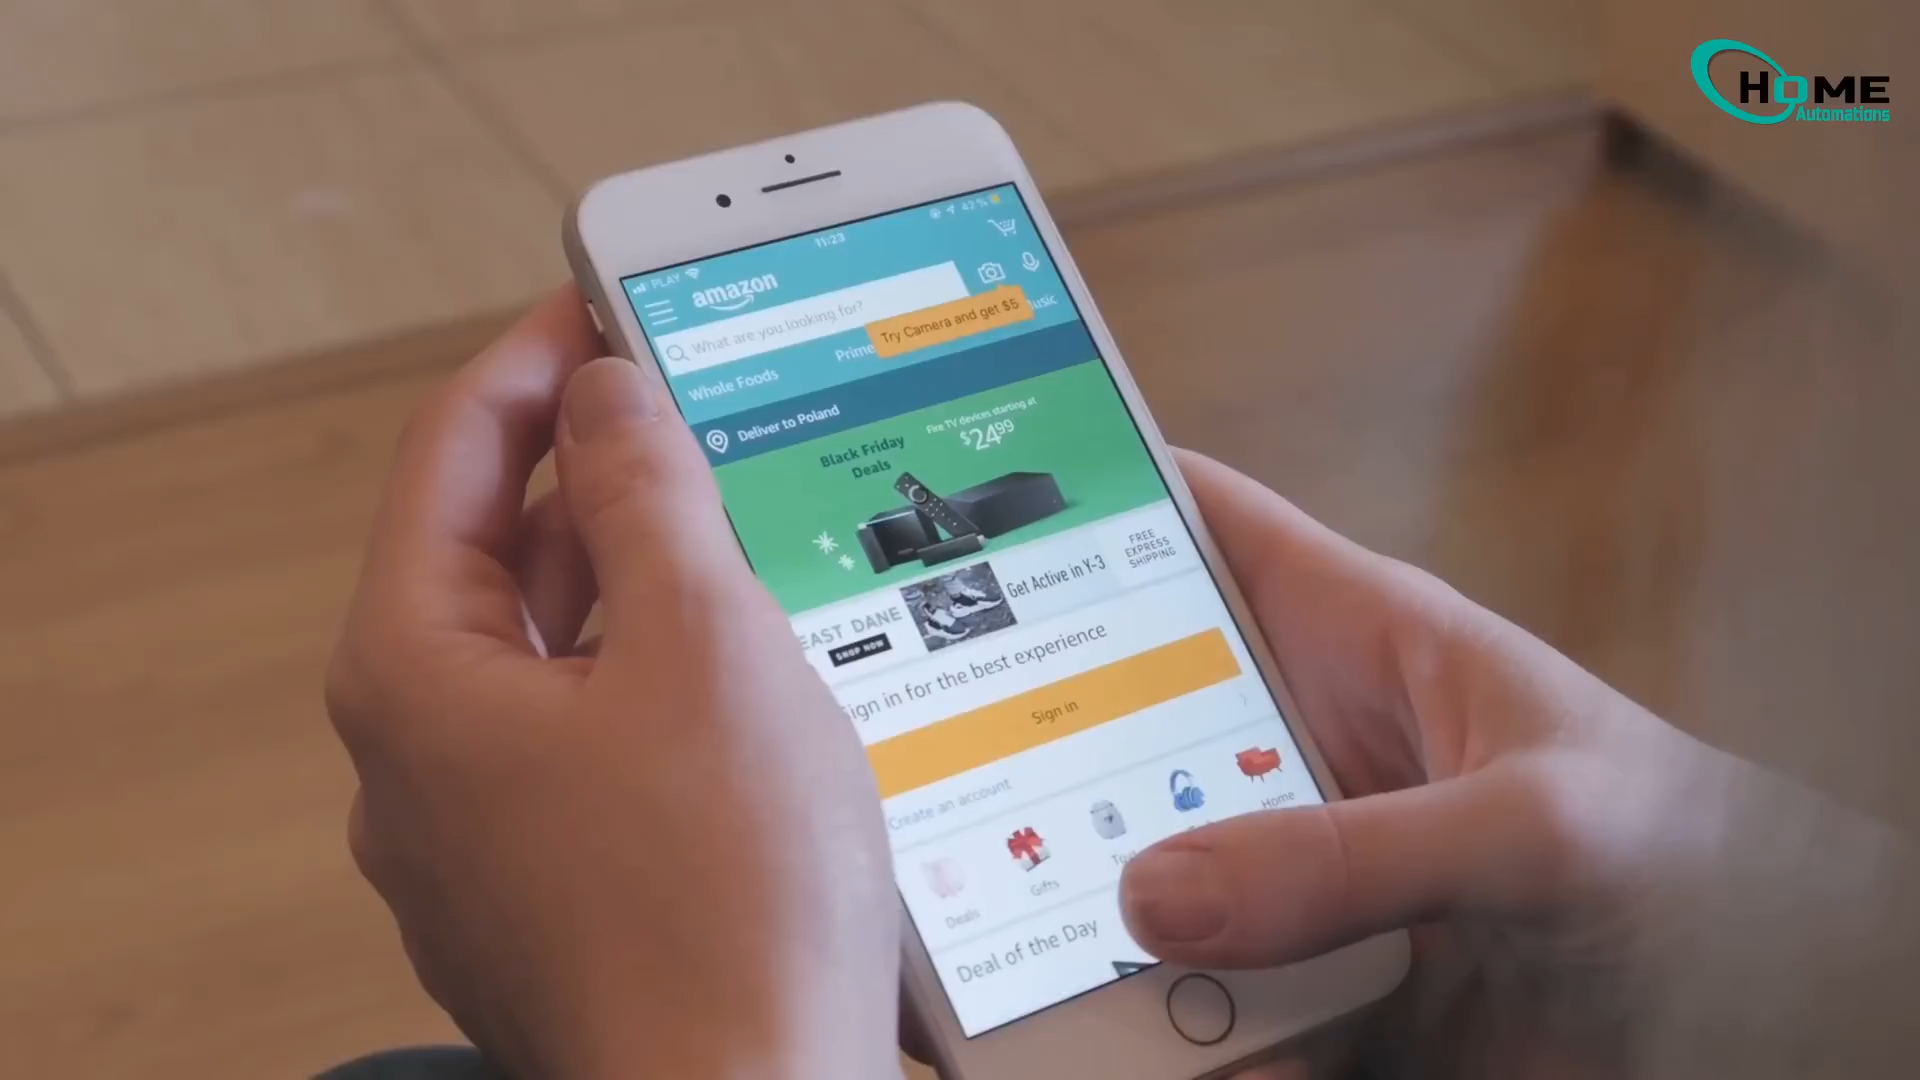 HOME
Automations
PLAY
11:23
42%
amazon
What are you looking for?
Try Camera and get $5
Whole Foods
Prime
Deliver to Poland
Black Friday
Deals
Fire TV devices starting at
$24.99
EAST DANE
SHOP NOW
Get Active in Y-3
FREE
EXPRESS
SHIPPING
Sign in for the best experience
Sign in
Create an account
Deals
Gifts
Home
Deal of the Day